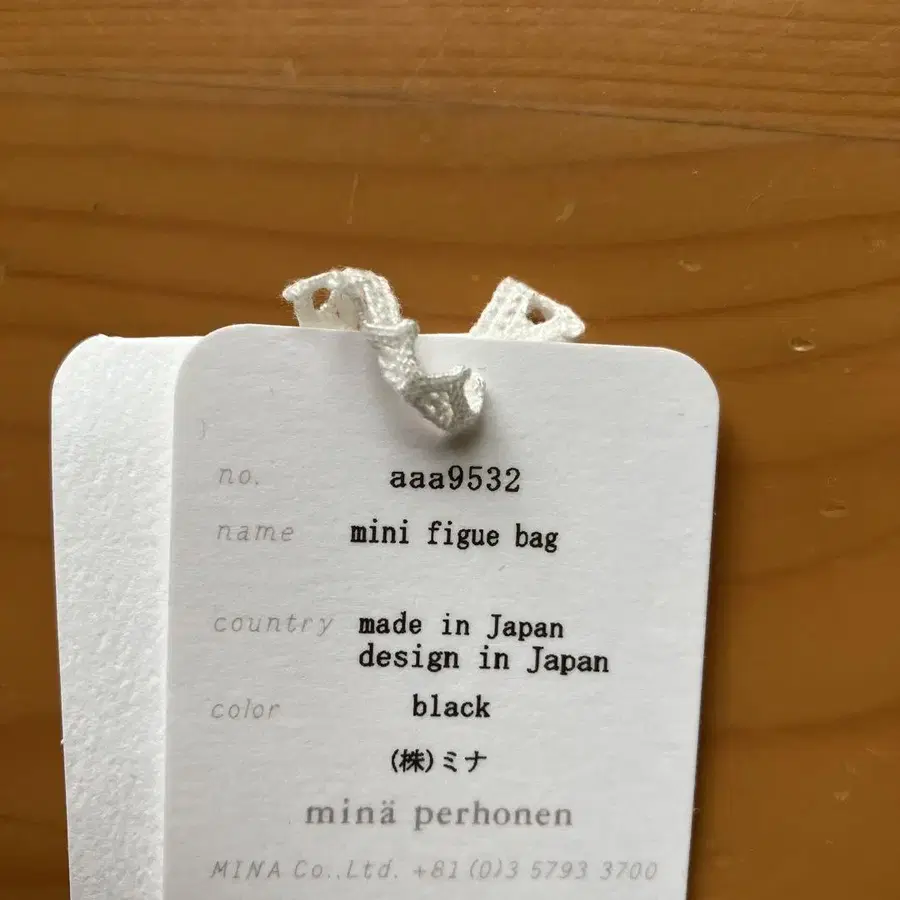 no. aaa9532
name mini figue bag
country made in Japan
design in Japan
color black
(株)ミナ
minä perhonen
MINA Co.,Ltd. +81 (0)3 5793 3700